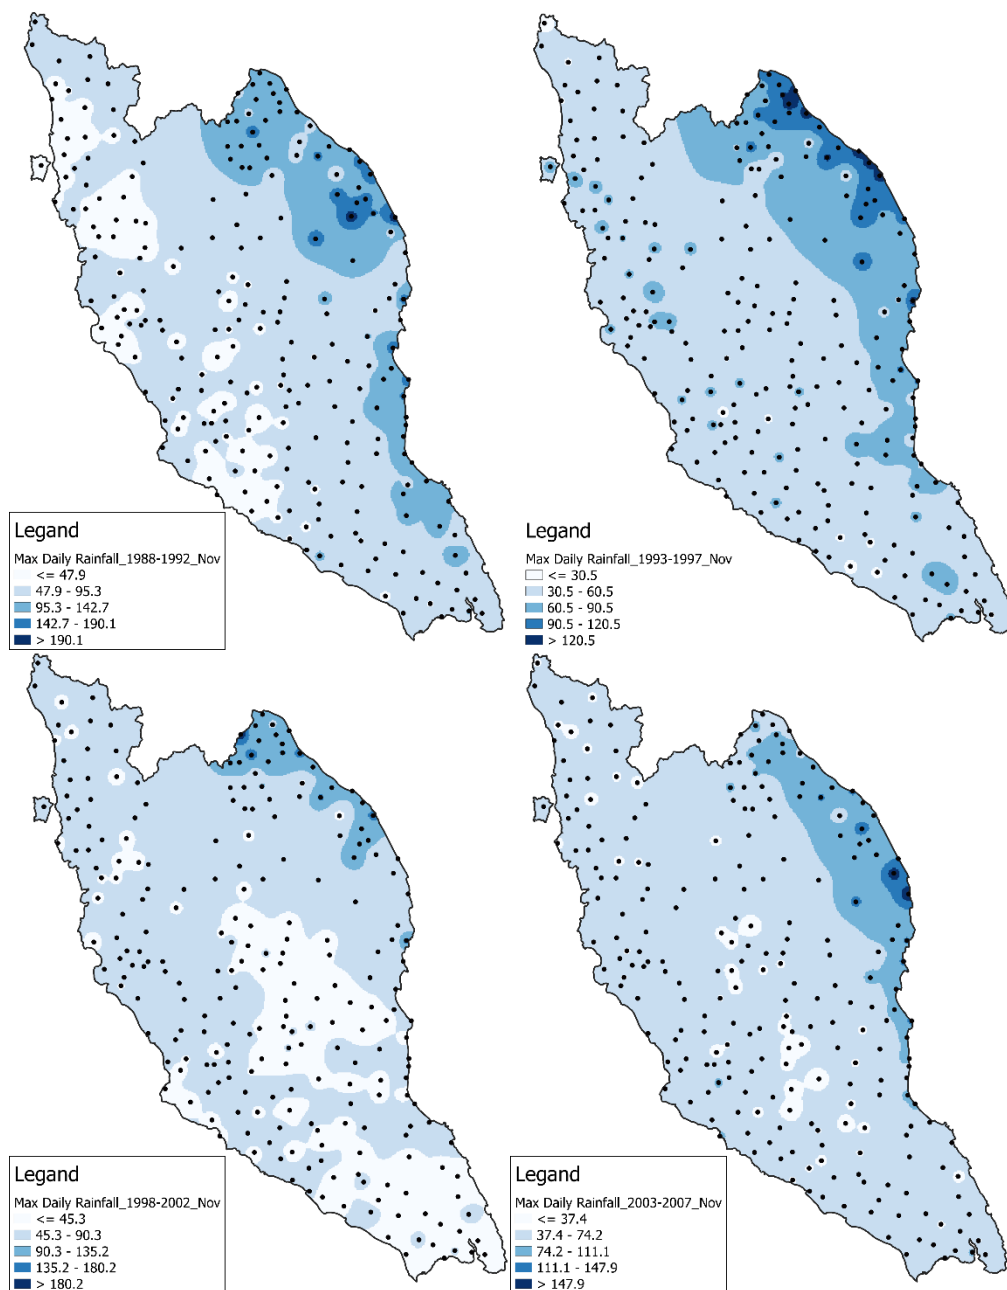 Legand
Max Daily Rainfall_1988-1992_Nov
<= 47.9
47.9 - 95.3
95.3 - 142.7
142.7 - 190.1
> 190.1
Legand
Max Daily Rainfall_1993-1997_Nov
<= 30.5
30.5 - 60.5
60.5 - 90.5
90.5 - 120.5
> 120.5
Legand
Max Daily Rainfall_1998-2002_Nov
<= 45.3
45.3 - 90.3
90.3 - 135.2
135.2 - 180.2
> 180.2
Legand
Max Daily Rainfall_2003-2007_Nov
<= 37.4
37.4 - 74.2
74.2 - 111.1
111.1 - 147.9
> 147.9